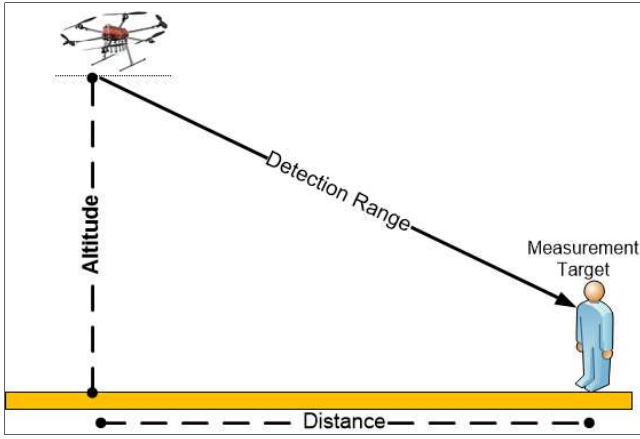 Detection Range
Altitude
Measurement
Target
Distance